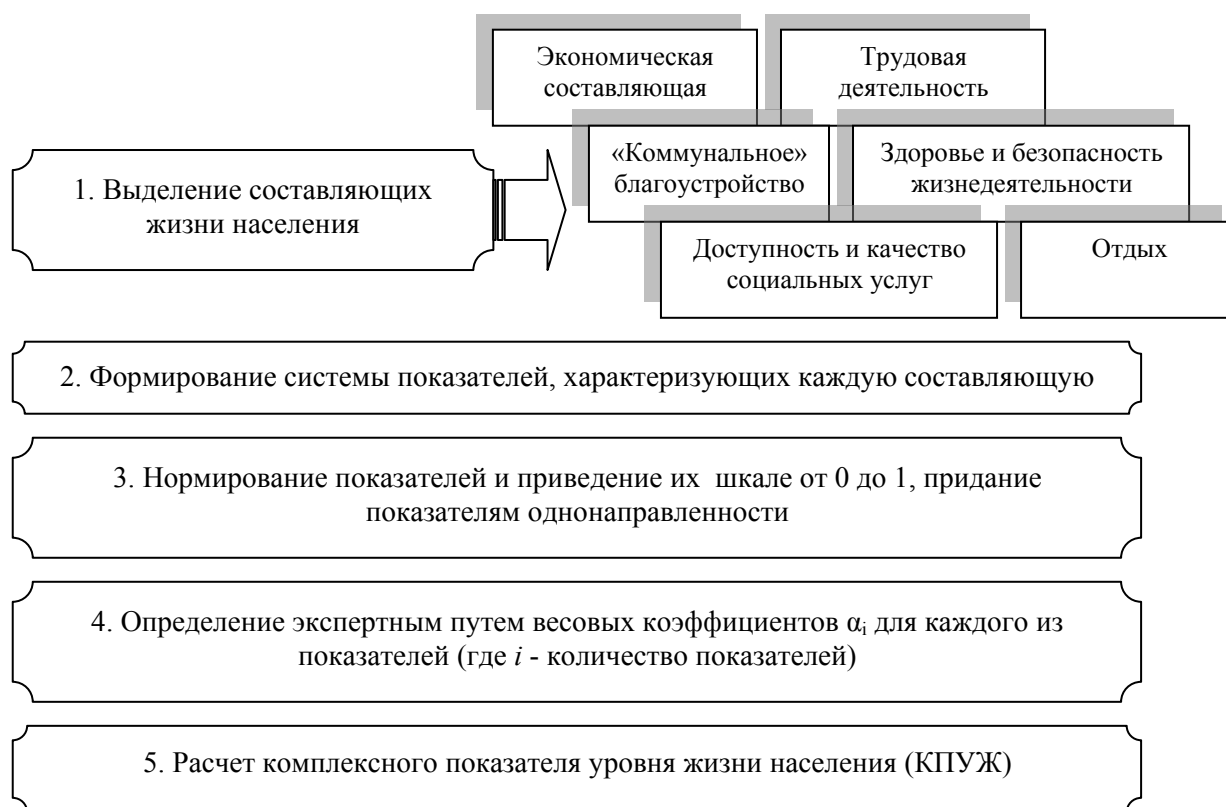 Экономическая
составляющая
Трудовая
деятельность
«Коммунальное»
благоустройство
Здоровье и безопасность
жизнедеятельности
1. Выделение составляющих
жизни населения
Доступность и качество
социальных услуг
Отдых
2. Формирование системы показателей, характеризующих каждую составляющую
3. Нормирование показателей и приведение их шкале от 0 до 1, придание
показателям однонаправленности
4. Определение экспертным путем весовых коэффициентов αi для каждого из
показателей (где i - количество показателей)
5. Расчет комплексного показателя уровня жизни населения (КПУЖ)